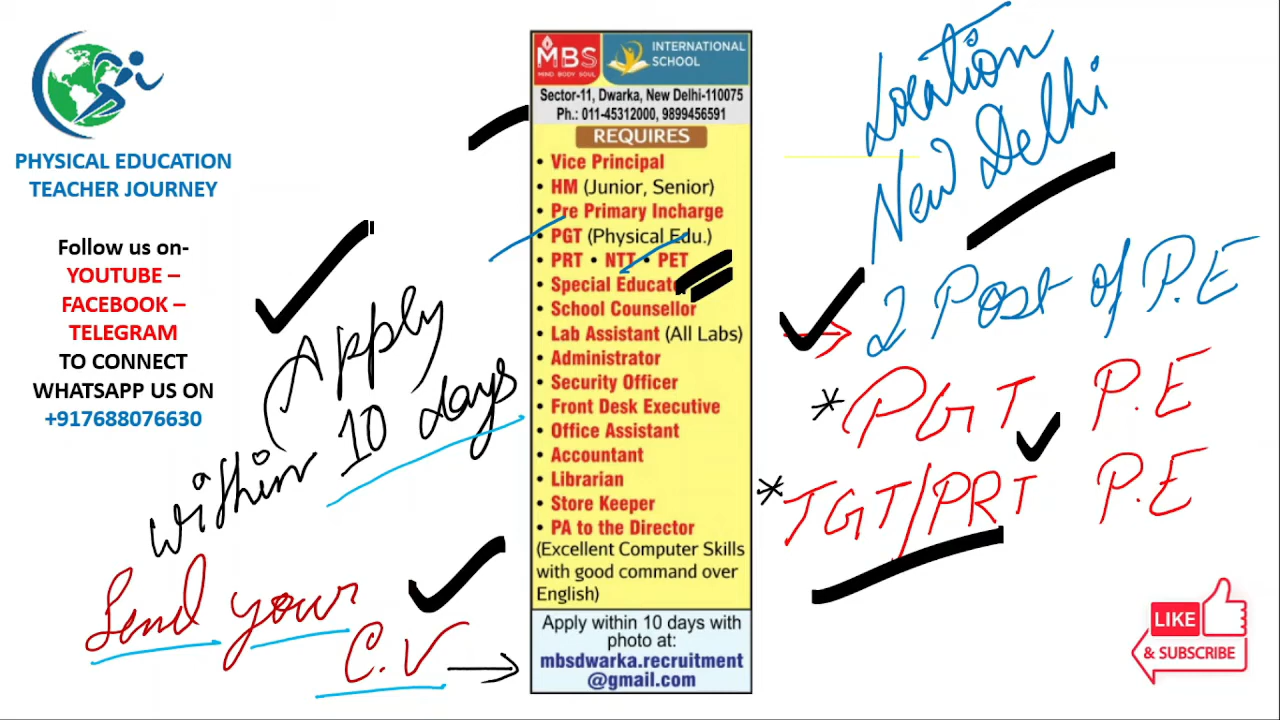 PHYSICAL EDUCATION
TEACHER JOURNEY
Follow us on-
YOUTUBE –
FACEBOOK –
TELEGRAM
TO CONNECT
WHATSAPP US ON
+917688076630
Apply
within 10 days
Send your
C.V
MBS
MIND BODY SOUL
INTERNATIONAL
SCHOOL
Sector-11, Dwarka, New Delhi-110075
Ph.: 011-45312000, 9899456591
REQUIRES
• Vice Principal
• HM (Junior, Senior)
• Pre Primary Incharge
• PGT (Physical Edu.)
• PRT • NTT • PET
• Special Educator
• School Counsellor
• Lab Assistant (All Labs)
• Administrator
• Security Officer
• Front Desk Executive
• Office Assistant
• Accountant
• Librarian
• Store Keeper
• PA to the Director
(Excellent Computer Skills
with good command over
English)
Apply within 10 days with
photo at:
mbsdwarka.recruitment
@gmail.com
Location
New Delhi
2 Post of P.E
* PGT P.E
* TGT/PRT P.E
LIKE
& SUBSCRIBE